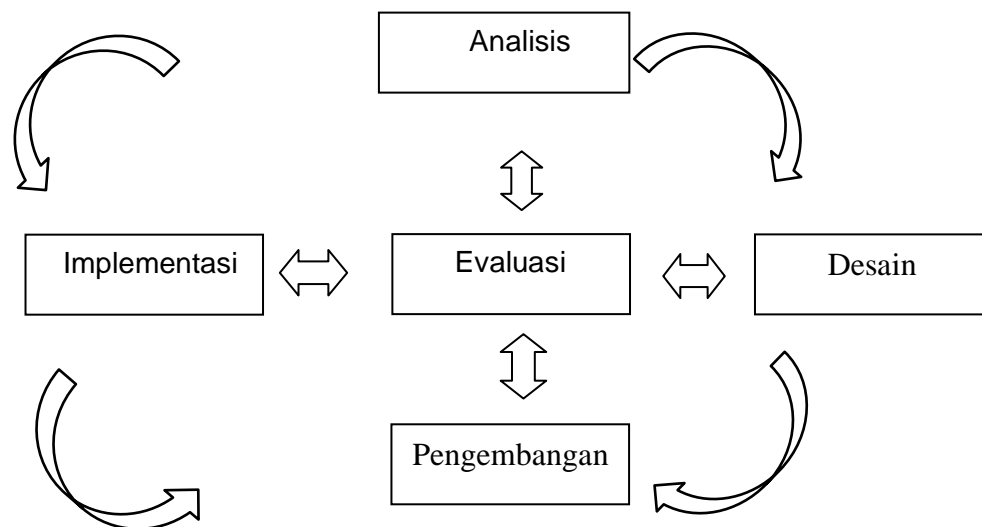 Analisis
Implementasi
Evaluasi
Desain
Pengembangan